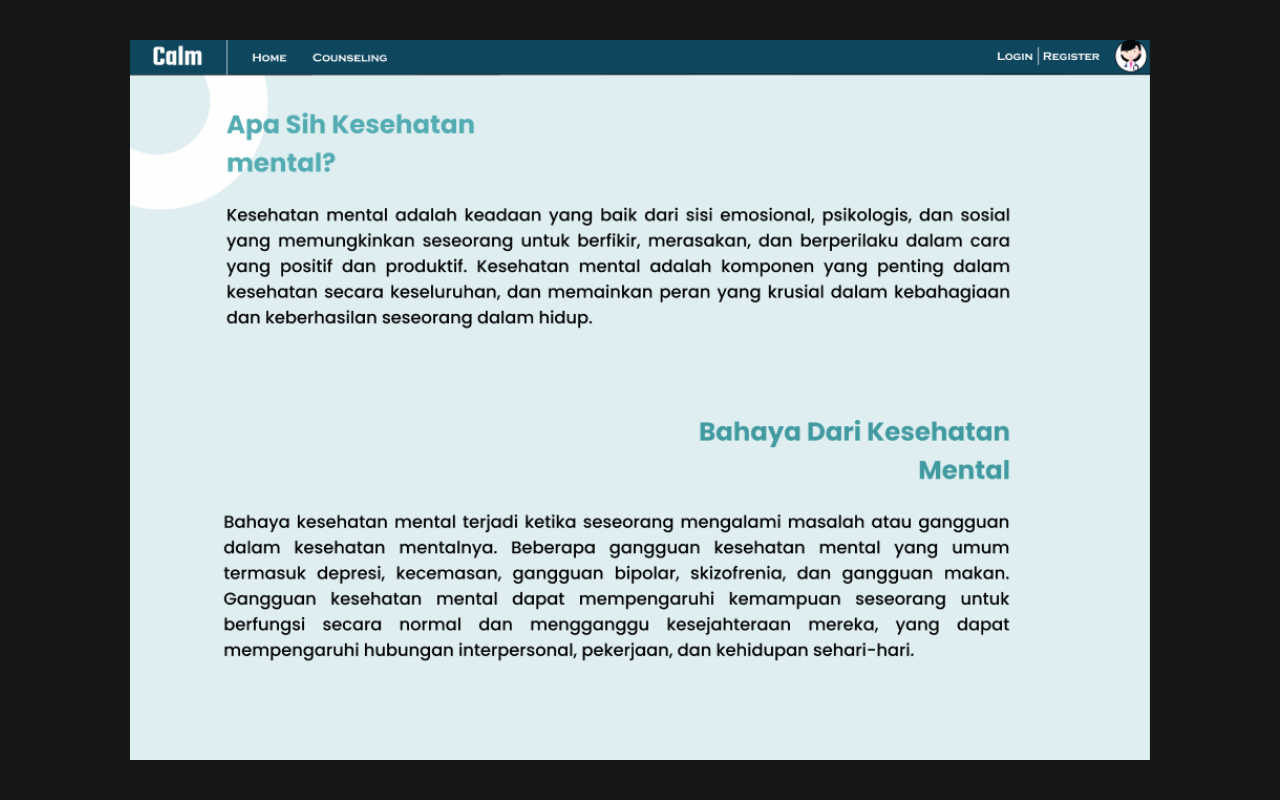 Calm
Home Counseling
Login | Register
Apa Sih Kesehatan
mental?
Kesehatan mental adalah keadaan yang baik dari sisi emosional, psikologis, dan sosial
yang memungkinkan seseorang untuk berfikir, merasakan, dan berperilaku dalam cara
yang positif dan produktif. Kesehatan mental adalah komponen yang penting dalam
kesehatan secara keseluruhan, dan memainkan peran yang krusial dalam kebahagiaan
dan keberhasilan seseorang dalam hidup.
Bahaya Dari Kesehatan
Mental
Bahaya kesehatan mental terjadi ketika seseorang mengalami masalah atau gangguan
dalam kesehatan mentalnya. Beberapa gangguan kesehatan mental yang umum
termasuk depresi, kecemasan, gangguan bipolar, skizofrenia, dan gangguan makan.
Gangguan kesehatan mental dapat mempengaruhi kemampuan seseorang untuk
berfungsi secara normal dan mengganggu kesejahteraan mereka, yang dapat
mempengaruhi hubungan interpersonal, pekerjaan, dan kehidupan sehari-hari.